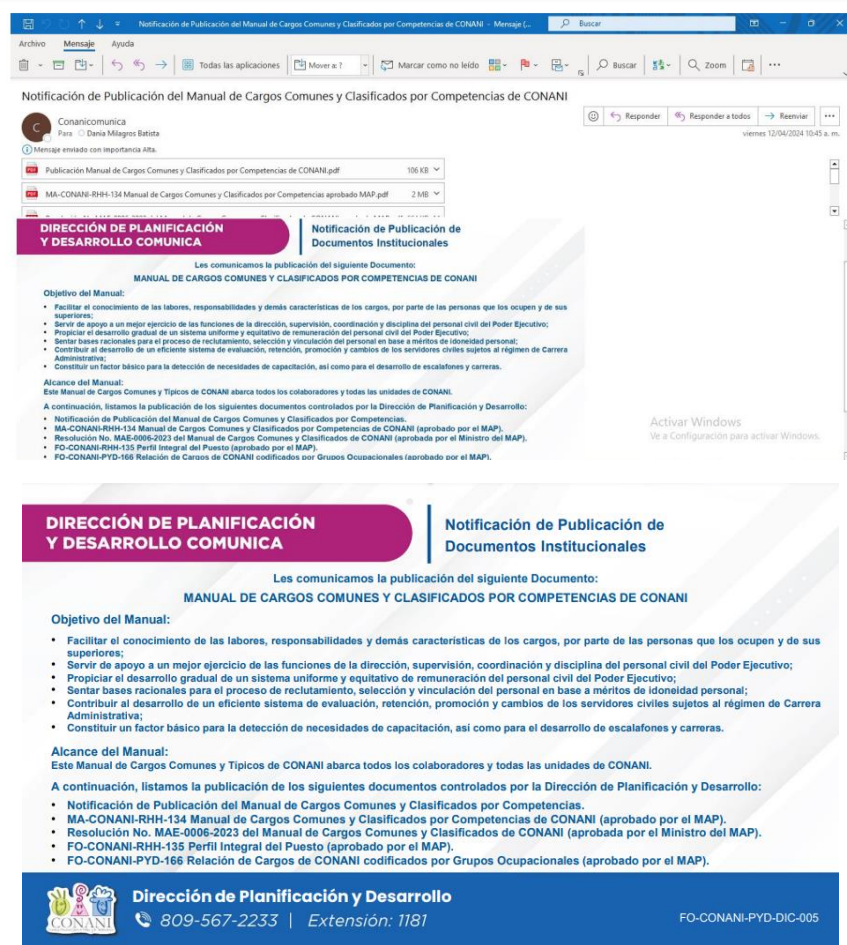 Notificación de Publicación del Manual de Cargos Comunes y Clasificados por Competencias de CONANI - Mensaje (...
Buscar
Archivo Mensaje Ayuda
Todas las aplicaciones Mover a: ? Marcar como no leído Buscar Zoom
Notificación de Publicación del Manual de Cargos Comunes y Clasificados por Competencias de CONANI
C
Conanicomunica
Para Dania Milagros Batista
Responder Responder a todos Reenviar
viernes 12/04/2024 10:45 a. m.
Mensaje enviado con importancia Alta.
Publicación Manual de Cargos Comunes y Clasificados por Competencias de CONANI.pdf 106 KB
MA-CONANI-RHH-134 Manual de Cargos Comunes y Clasificados por Competencias aprobado MAP.pdf 2 MB
DIRECCIÓN DE PLANIFICACIÓN
Y DESARROLLO COMUNICA
Notificación de Publicación de
Documentos Institucionales
Les comunicamos la publicación del siguiente Documento:
MANUAL DE CARGOS COMUNES Y CLASIFICADOS POR COMPETENCIAS DE CONANI
Objetivo del Manual:
• Facilitar el conocimiento de las labores, responsabilidades y demás características de los cargos, por parte de las personas que los ocupen y de sus
superiores;
• Servir de apoyo a un mejor ejercicio de las funciones de la dirección, supervisión, coordinación y disciplina del personal civil del Poder Ejecutivo;
• Propiciar el desarrollo gradual de un sistema uniforme y equitativo de remuneración del personal civil del Poder Ejecutivo;
• Sentar bases racionales para el proceso de reclutamiento, selección y vinculación del personal en base a méritos de idoneidad personal;
• Contribuir al desarrollo de un eficiente sistema de evaluación, retención, promoción y cambios de los servidores civiles sujetos al régimen de Carrera
Administrativa;
• Constituir un factor básico para la detección de necesidades de capacitación, así como para el desarrollo de escalafones y carreras.
Alcance del Manual:
Este Manual de Cargos Comunes y Típicos de CONANI abarca todos los colaboradores y todas las unidades de CONANI.
A continuación, listamos la publicación de los siguientes documentos controlados por la Dirección de Planificación y Desarrollo:
• Notificación de Publicación del Manual de Cargos Comunes y Clasificados por Competencias.
• MA-CONANI-RHH-134 Manual de Cargos Comunes y Clasificados por Competencias de CONANI (aprobado por el MAP).
• Resolución No. MAE-0006-2023 del Manual de Cargos Comunes y Clasificados de CONANI (aprobada por el Ministro del MAP).
• FO-CONANI-RHH-135 Perfil Integral del Puesto (aprobado por el MAP).
• FO-CONANI-PYD-166 Relación de Cargos de CONANI codificados por Grupos Ocupacionales (aprobado por el MAP).
Activar Windows
Ve a Configuración para activar Windows.
DIRECCIÓN DE PLANIFICACIÓN
Y DESARROLLO COMUNICA
Notificación de Publicación de
Documentos Institucionales
Les comunicamos la publicación del siguiente Documento:
MANUAL DE CARGOS COMUNES Y CLASIFICADOS POR COMPETENCIAS DE CONANI
Objetivo del Manual:
• Facilitar el conocimiento de las labores, responsabilidades y demás características de los cargos, por parte de las personas que los ocupen y de sus
superiores;
• Servir de apoyo a un mejor ejercicio de las funciones de la dirección, supervisión, coordinación y disciplina del personal civil del Poder Ejecutivo;
• Propiciar el desarrollo gradual de un sistema uniforme y equitativo de remuneración del personal civil del Poder Ejecutivo;
• Sentar bases racionales para el proceso de reclutamiento, selección y vinculación del personal en base a méritos de idoneidad personal;
• Contribuir al desarrollo de un eficiente sistema de evaluación, retención, promoción y cambios de los servidores civiles sujetos al régimen de Carrera
Administrativa;
• Constituir un factor básico para la detección de necesidades de capacitación, así como para el desarrollo de escalafones y carreras.
Alcance del Manual:
Este Manual de Cargos Comunes y Típicos de CONANI abarca todos los colaboradores y todas las unidades de CONANI.
A continuación, listamos la publicación de los siguientes documentos controlados por la Dirección de Planificación y Desarrollo:
• Notificación de Publicación del Manual de Cargos Comunes y Clasificados por Competencias.
• MA-CONANI-RHH-134 Manual de Cargos Comunes y Clasificados por Competencias de CONANI (aprobado por el MAP).
• Resolución No. MAE-0006-2023 del Manual de Cargos Comunes y Clasificados de CONANI (aprobada por el Ministro del MAP).
• FO-CONANI-RHH-135 Perfil Integral del Puesto (aprobado por el MAP).
• FO-CONANI-PYD-166 Relación de Cargos de CONANI codificados por Grupos Ocupacionales (aprobado por el MAP).
CONANI
Dirección de Planificación y Desarrollo
809-567-2233 | Extensión: 1181
FO-CONANI-PYD-DIC-005